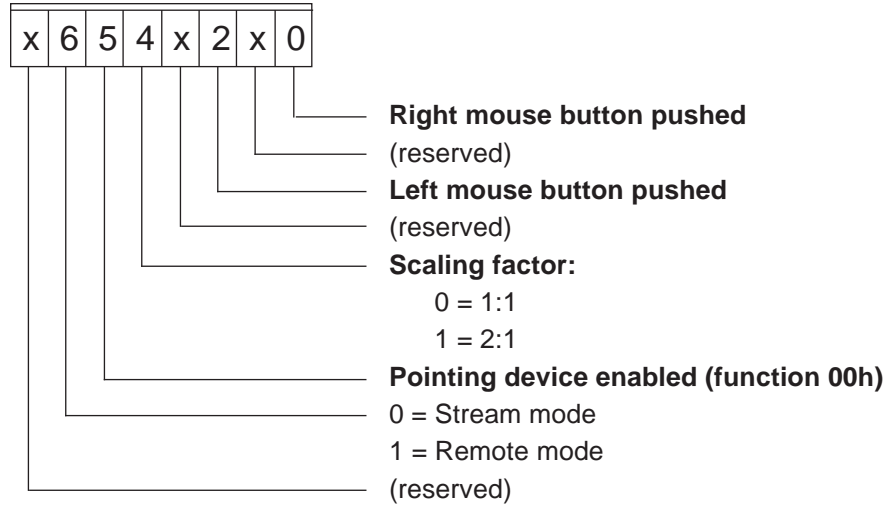 x 6 5 4 x 2 x 0
Right mouse button pushed
(reserved)
Left mouse button pushed
(reserved)
Scaling factor:
0 = 1:1
1 = 2:1
Pointing device enabled (function 00h)
0 = Stream mode
1 = Remote mode
(reserved)